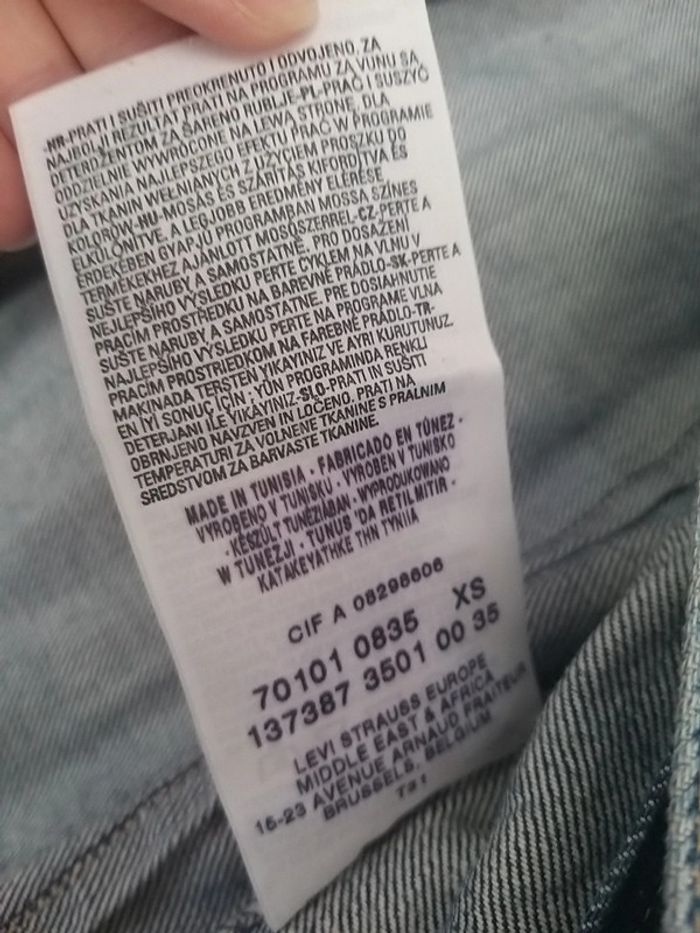 -HR-PRATI I SUŠITI PREOKRENUTO I ODVOJENO. ZA
NAJBOLJI REZULTAT PRATI NA PROGRAMU ZA VUNU SA
DETERDŽENTOM ZA ŠARENO RUBLJE-PL-PRAĆ I SUSZYĆ
ODDZIELNIE WYWRÓCONE NA LEWĄ STRONĘ. DLA
UZYSKANIA NAJLEPSZEGO EFEKTU PRAĆ W PROGRAMIE
DLA TKANIN WEŁNIANYCH Z UŻYCIEM PROSZKU DO
KOLORÓW-HU-MOSÁS ÉS SZÁRÍTÁS KIFORDÍTVA ÉS
ELKÜLÖNÍTVE. A LEGJOBB EREDMÉNY ELÉRÉSE
ÉRDEKÉBEN GYAPJÚ PROGRAMBAN MOSSA SZÍNES
TERMÉKEKHEZ AJÁNLOTT MOSÓSZERREL-CZ-PERTE A
SUŠTE NARUBY A SAMOSTATNĚ. PRO DOSAŽENÍ
NEJLEPŠÍHO VÝSLEDKU PERTE CYKLEM NA VLNU V
PRACÍM PROSTŘEDKU NA BAREVNÉ PRÁDLO-SK-PERTE A
SUŠTE NARUBY A SAMOSTATNE. PRE DOSIAHNUTIE
NAJLEPŠIEHO VÝSLEDKU PERTE NA PROGRAME VLNA
PRACÍM PROSTRIEDKOM NA FAREBNÉ PRÁDLO-TR-
MAKINADA TERSTEN YIKAYINIZ VE AYRI KURUTUNUZ.
EN İYİ SONUÇ İÇİN ; YÜN PROGRAMINDA RENKLİ
DETERJANI ILE YIKAYINIZ-SLO-PRATI IN SUŠITI
OBRNJENO NAVZVEN IN LOČENO. PRATI NA
TEMPERATURI ZA VOLNENE TKANINE S PRALNIM
SREDSTVOM ZA BARVASTE TKANINE.
MADE IN TUNISIA · FABRICADO EN TÚNEZ ·
VYROBENO V TUNISKU · VYROBEN V TUNISKO
· KÉSZÜLT TUNÉZIÁBAN · WYPRODUKOWANO
W TUNEZJI · TUNUS 'DA RETILMITIR ·
ΚΑΤΑΚΕΥΑΤΗΚΕ ΤΗΝ ΤΥΝΙΙΑ
CIF A 08298606
70101 0835 XS
137387 3501 00 35
LEVI STRAUSS EUROPE
MIDDLE EAST & AFRICA
15-23 AVENUE ARNAUD FRAITEUR
BRUSSELS, BELGIUM